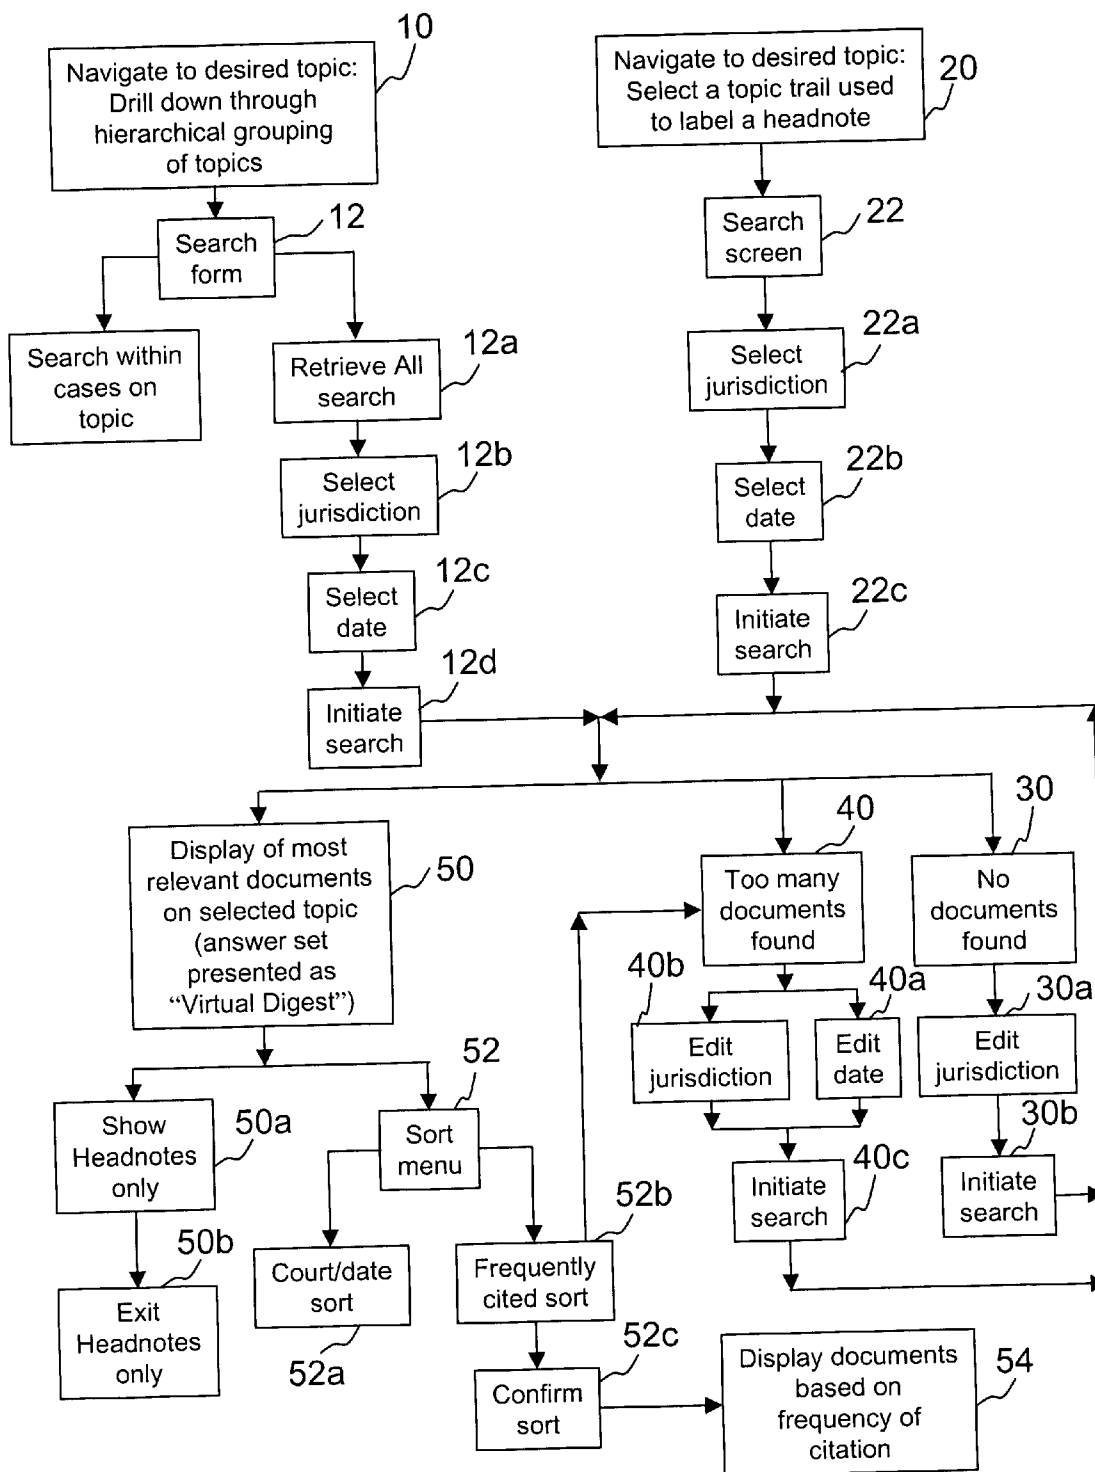 10
Navigate to desired topic:
Drill down through
hierarchical grouping
of topics
Navigate to desired topic:
Select a topic trail used
to label a headnote
20
12
Search
form
Search
screen
22
Search within
cases on
topic
Retrieve All
search
12a
Select
jurisdiction
22a
Select
jurisdiction
12b
Select
date
22b
Select
date
12c
Initiate
search
22c
Initiate
search
12d
Display of most
relevant documents
on selected topic
(answer set
presented as
“Virtual Digest”)
50
40
Too many
documents
found
30
No
documents
found
40b
Edit
jurisdiction
40a
Edit
date
30a
Edit
jurisdiction
Show
Headnotes
only
50a
52
Sort
menu
40c
Initiate
search
30b
Initiate
search
50b
Exit
Headnotes
only
Court/date
sort
52a
52b
Frequently
cited sort
52c
Confirm
sort
Display documents
based on
frequency of
citation
54